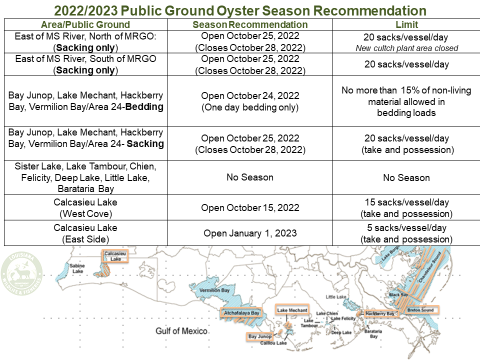 2022/2023 Public Ground Oyster Season Recommendation
Area/Public Ground
Season Recommendation
Limit
East of MS River, North of MRGO:
(Sacking only)
Open October 25, 2022
(Closes October 28, 2022)
20 sacks/vessel/day
New cultch plant area closed
East of MS River, South of MRGO
(Sacking only)
Open October 25, 2022
(Closes October 28, 2022)
20 sacks/vessel/day
Bay Junop, Lake Mechant, Hackberry
Bay, Vermilion Bay/Area 24-Bedding
Open October 24, 2022
(One day bedding only)
No more than 15% of non-living
material allowed in
bedding loads
Bay Junop, Lake Mechant, Hackberry
Bay, Vermilion Bay/Area 24- Sacking
Open October 25, 2022
(Closes October 28, 2022)
20 sacks/vessel/day
(take and possession)
Sister Lake, Lake Tambour, Chien,
Felicity, Deep Lake, Little Lake,
Barataria Bay
No Season
No Season
Calcasieu Lake
(West Cove)
Open October 15, 2022
15 sacks/vessel/day
(take and possession)
Calcasieu Lake
(East Side)
Open January 1, 2023
5 sacks/vessel/day
(take and possession)
Calcasieu
Lake
Sabine
Lake
Vermilion Bay
Atchafalaya Bay
Gulf of Mexico
Bay Junop
Caillou Lake
Lake Mechant
Lake
Tambour
Lake Chien
Lake Felicity
Deep Lake
Little Lake
Barataria
Bay
Hackberry Bay
Black Bay
Breton Sound
Chandeleur Sound